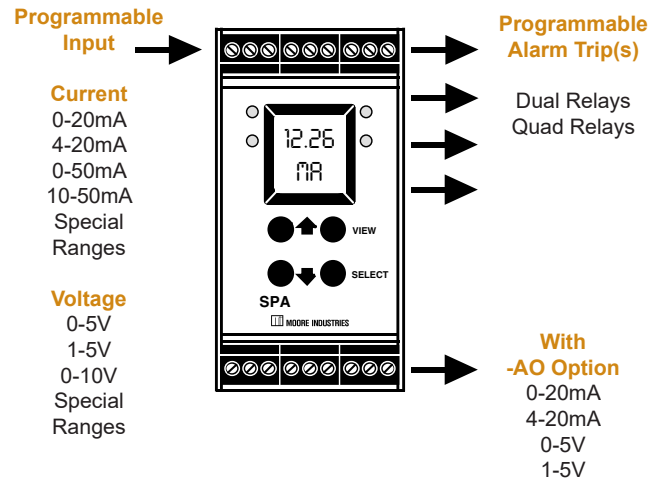 Programmable
Input
Current
0-20mA
4-20mA
0-50mA
10-50mA
Special
Ranges
Voltage
0-5V
1-5V
0-10V
Special
Ranges
12.26
MA
VIEW
SELECT
SPA
MOORE INDUSTRIES
Programmable
Alarm Trip(s)
Dual Relays
Quad Relays
With
-AO Option
0-20mA
4-20mA
0-5V
1-5V